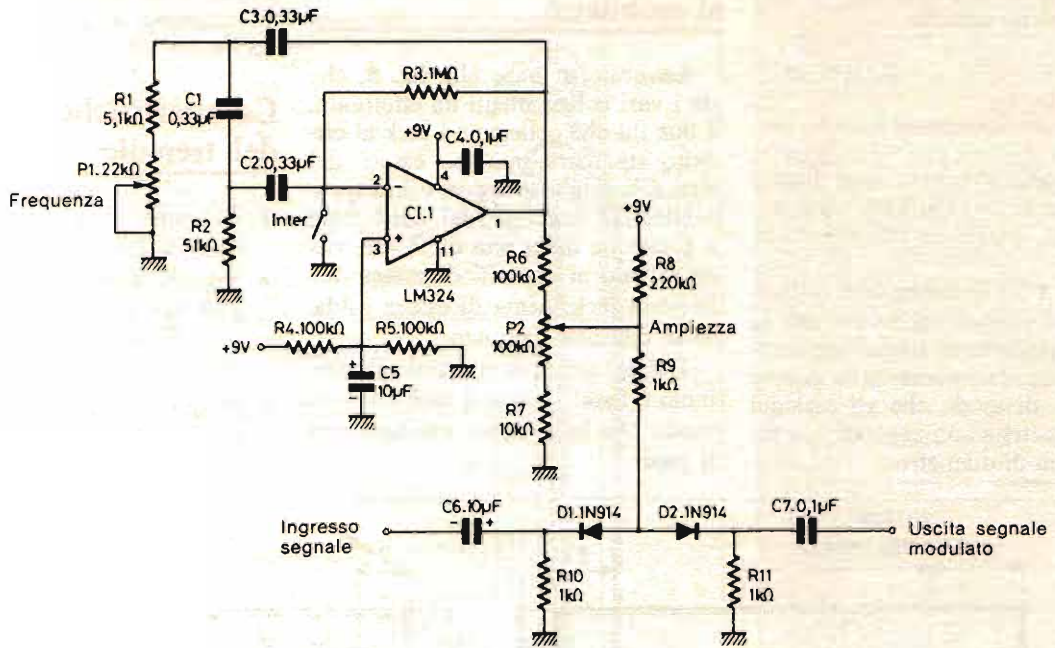 C3.0,33µF
R3.1MΩ
R1
5,1kΩ
C1
0,33µF
+9V
C4.0,1µF
P1.22kΩ
Frequenza
C2.0,33µF
2
−
4
CI.1
1
3
+
11
LM324
Inter
R2
51kΩ
+9V
R6
100kΩ
R8
220kΩ
R4.100kΩ
R5.100kΩ
+9V
P2
100kΩ
Ampiezza
+
C5
10µF
−
R9
1kΩ
R7
10kΩ
Ingresso
segnale
C6.10µF
−
+
D1.1N914
D2.1N914
C7.0,1µF
Uscita segnale
modulato
R10
1kΩ
R11
1kΩ